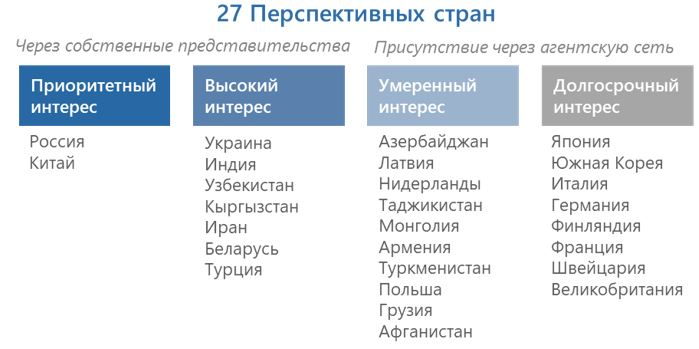 27 Перспективных стран
Через собственные представительства
Присутствие через агентскую сеть
Приоритетный
интерес
Россия
Китай
Высокий
интерес
Украина
Индия
Узбекистан
Кыргызстан
Иран
Беларусь
Турция
Умеренный
интерес
Азербайджан
Латвия
Нидерланды
Таджикистан
Монголия
Армения
Туркменистан
Польша
Грузия
Афганистан
Долгосрочный
интерес
Япония
Южная Корея
Италия
Германия
Финляндия
Франция
Швейцария
Великобритания